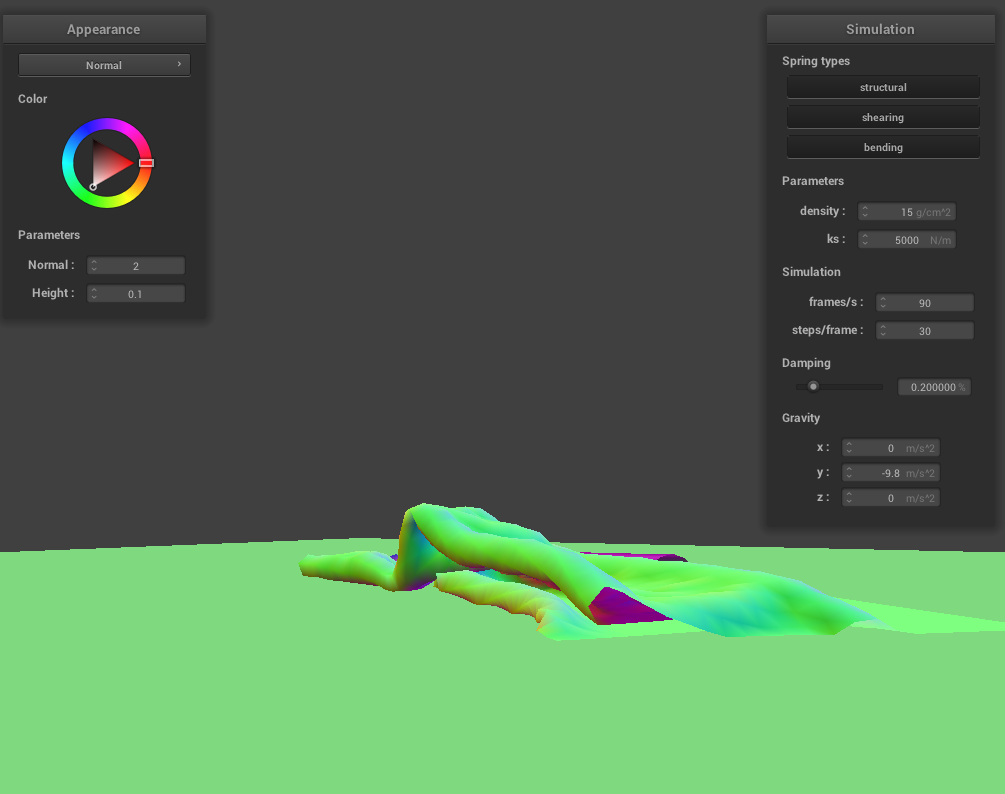 Appearance
Normal
Color
Parameters
Normal : 2
Height : 0.1
Simulation
Spring types
structural
shearing
bending
Parameters
density : 15 g/cm^2
ks : 5000 N/m
Simulation
frames/s : 90
steps/frame : 30
Damping
0.200000 %
Gravity
x : 0 m/s^2
y : -9.8 m/s^2
z : 0 m/s^2